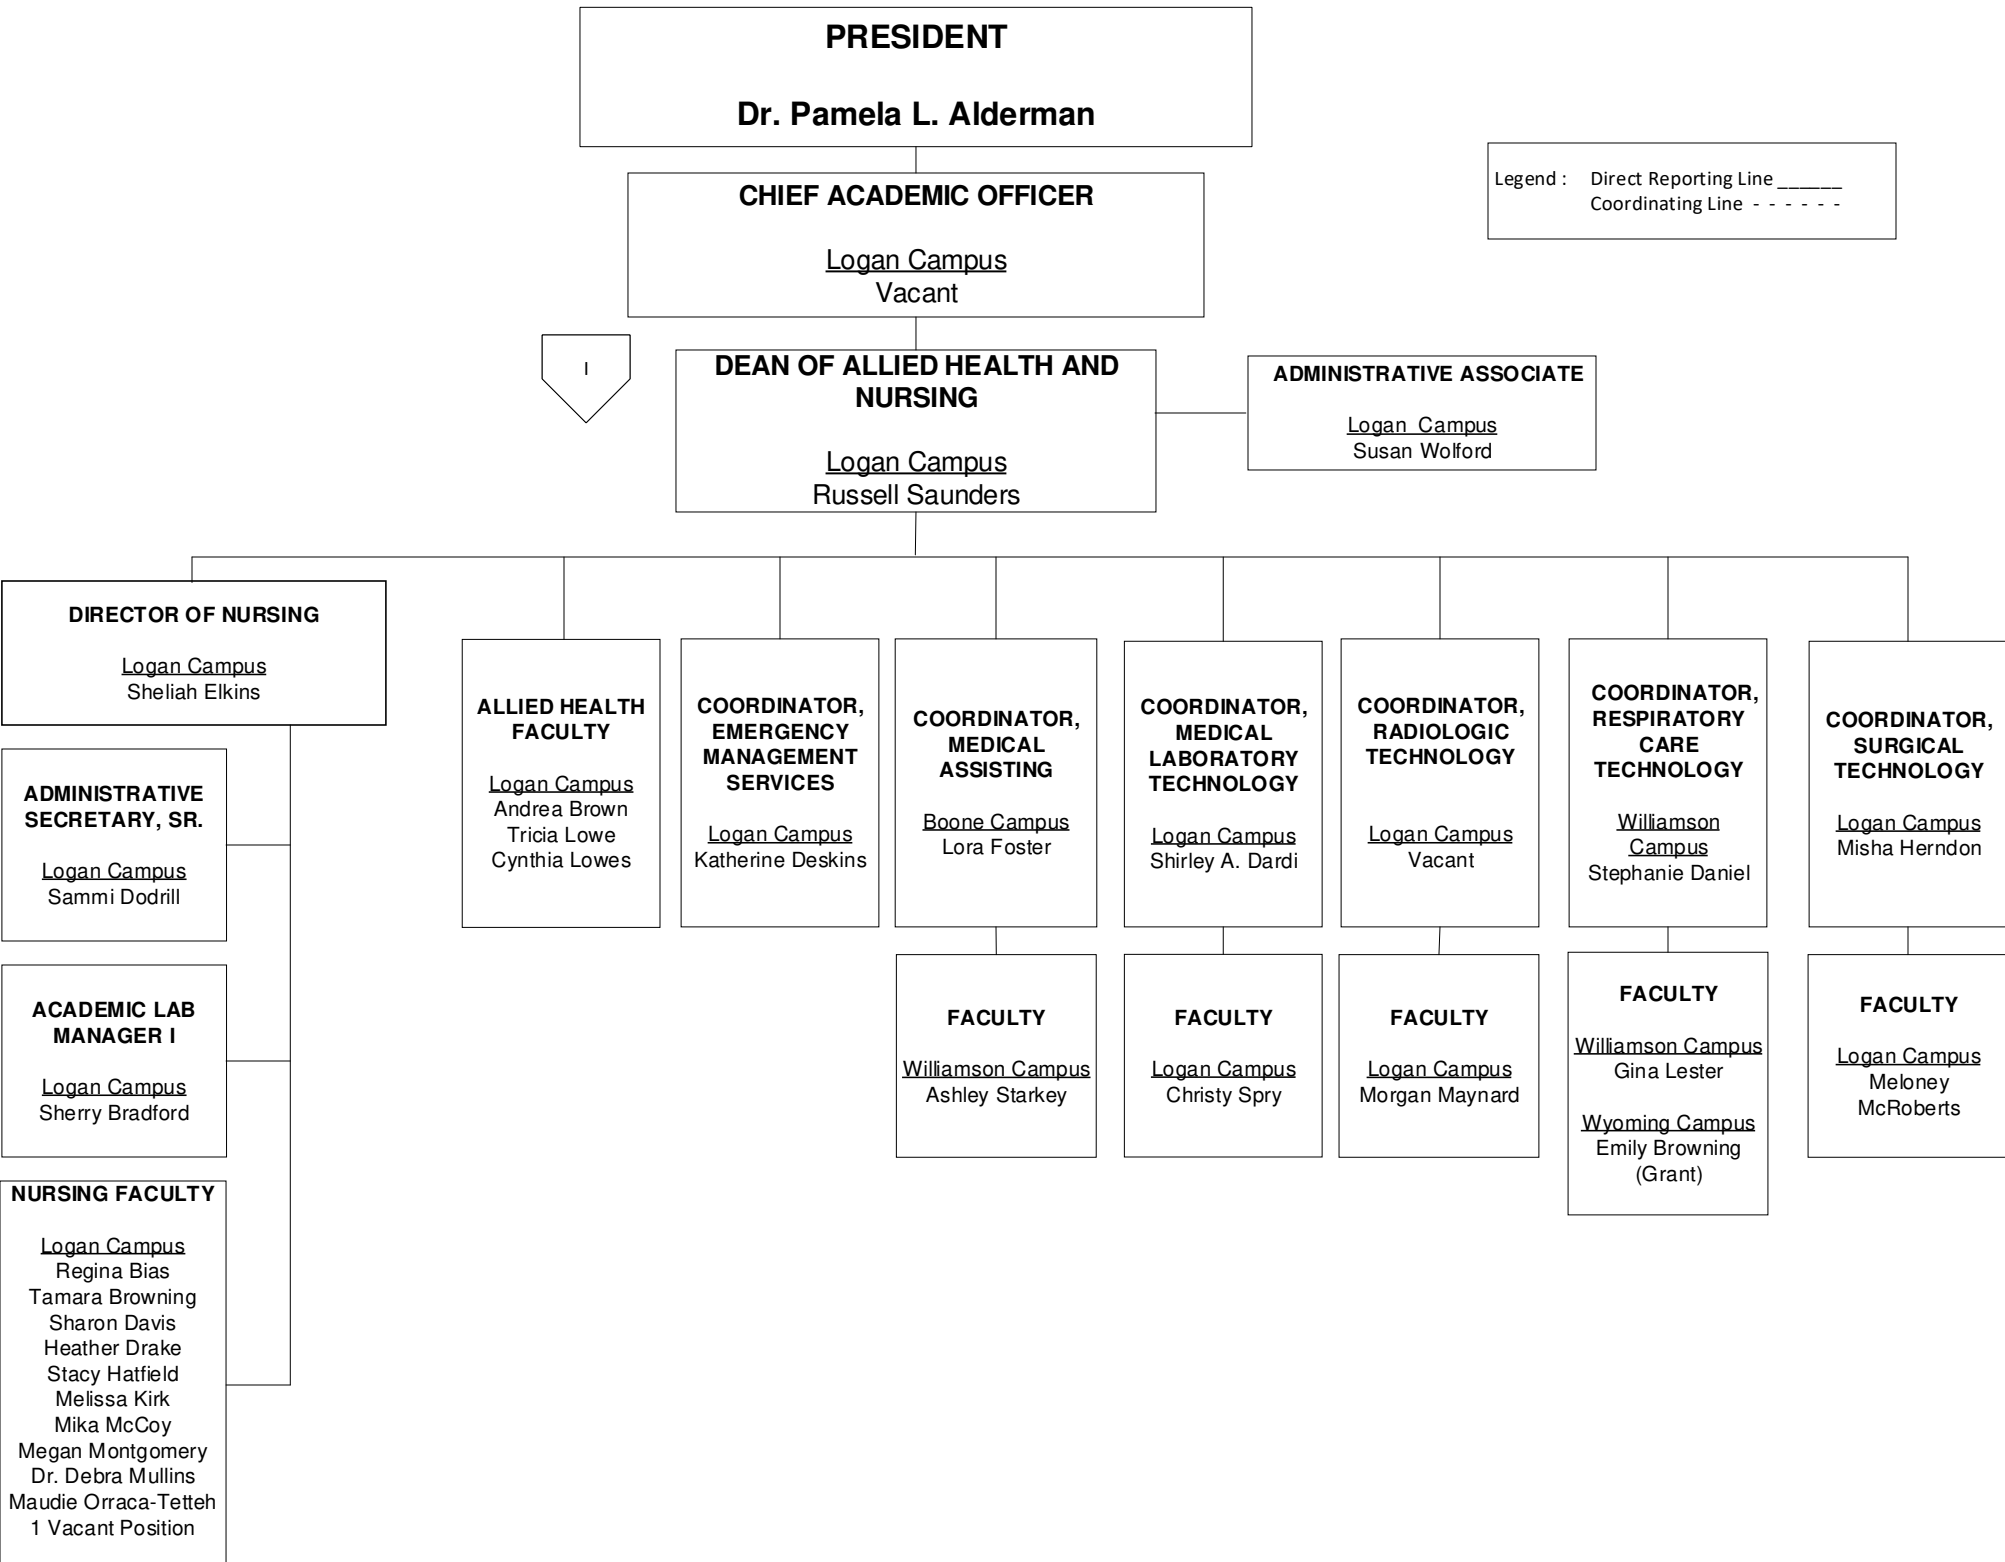 PRESIDENT
Dr. Pamela L. Alderman
Legend : Direct Reporting Line ______
Coordinating Line - - - - - -
CHIEF ACADEMIC OFFICER
Logan Campus
Vacant
I
DEAN OF ALLIED HEALTH AND
NURSING
Logan Campus
Russell Saunders
ADMINISTRATIVE ASSOCIATE
Logan Campus
Susan Wolford
DIRECTOR OF NURSING
Logan Campus
Sheliah Elkins
ADMINISTRATIVE
SECRETARY, SR.
Logan Campus
Sammi Dodrill
ACADEMIC LAB
MANAGER I
Logan Campus
Sherry Bradford
NURSING FACULTY
Logan Campus
Regina Bias
Tamara Browning
Sharon Davis
Heather Drake
Stacy Hatfield
Melissa Kirk
Mika McCoy
Megan Montgomery
Dr. Debra Mullins
Maudie Orraca-Tetteh
1 Vacant Position
ALLIED HEALTH
FACULTY
Logan Campus
Andrea Brown
Tricia Lowe
Cynthia Lowes
COORDINATOR,
EMERGENCY
MANAGEMENT
SERVICES
Logan Campus
Katherine Deskins
COORDINATOR,
MEDICAL
ASSISTING
Boone Campus
Lora Foster
FACULTY
Williamson Campus
Ashley Starkey
COORDINATOR,
MEDICAL
LABORATORY
TECHNOLOGY
Logan Campus
Shirley A. Dardi
FACULTY
Logan Campus
Christy Spry
COORDINATOR,
RADIOLOGIC
TECHNOLOGY
Logan Campus
Vacant
FACULTY
Logan Campus
Morgan Maynard
COORDINATOR,
RESPIRATORY
CARE
TECHNOLOGY
Williamson
Campus
Stephanie Daniel
FACULTY
Williamson Campus
Gina Lester
Wyoming Campus
Emily Browning
(Grant)
COORDINATOR,
SURGICAL
TECHNOLOGY
Logan Campus
Misha Herndon
FACULTY
Logan Campus
Meloney
McRoberts